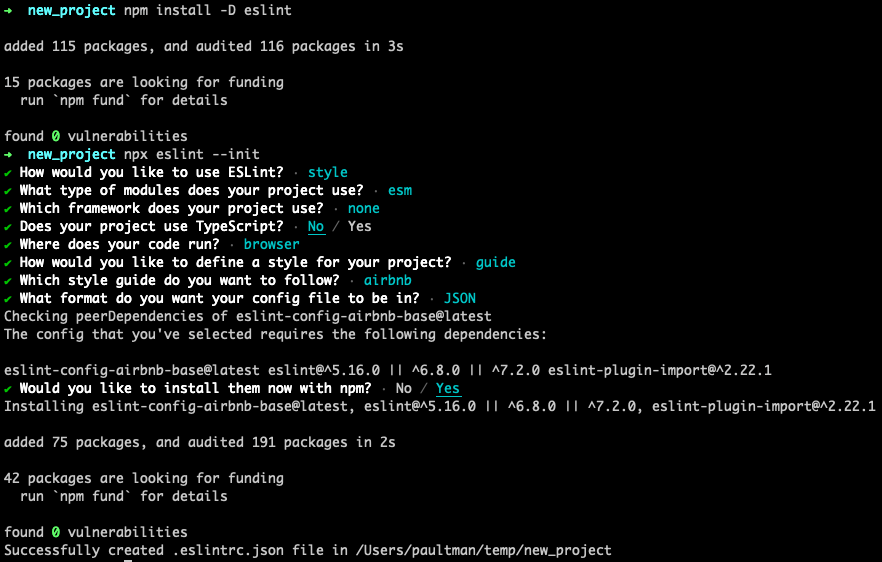 ➜  new_project npm install -D eslint

added 115 packages, and audited 116 packages in 3s

15 packages are looking for funding
  run `npm fund` for details

found 0 vulnerabilities
➜  new_project npx eslint --init
✔ How would you like to use ESLint? · style
✔ What type of modules does your project use? · esm
✔ Which framework does your project use? · none
✔ Does your project use TypeScript? · No / Yes
✔ Where does your code run? · browser
✔ How would you like to define a style for your project? · guide
✔ Which style guide do you want to follow? · airbnb
✔ What format do you want your config file to be in? · JSON
Checking peerDependencies of eslint-config-airbnb-base@latest
The config that you've selected requires the following dependencies:

eslint-config-airbnb-base@latest eslint@^5.16.0 || ^6.8.0 || ^7.2.0 eslint-plugin-import@^2.22.1
✔ Would you like to install them now with npm? · No / Yes
Installing eslint-config-airbnb-base@latest, eslint@^5.16.0 || ^6.8.0 || ^7.2.0, eslint-plugin-import@^2.22.1

added 75 packages, and audited 191 packages in 2s

42 packages are looking for funding
  run `npm fund` for details

found 0 vulnerabilities
Successfully created .eslintrc.json file in /Users/paultman/temp/new_project